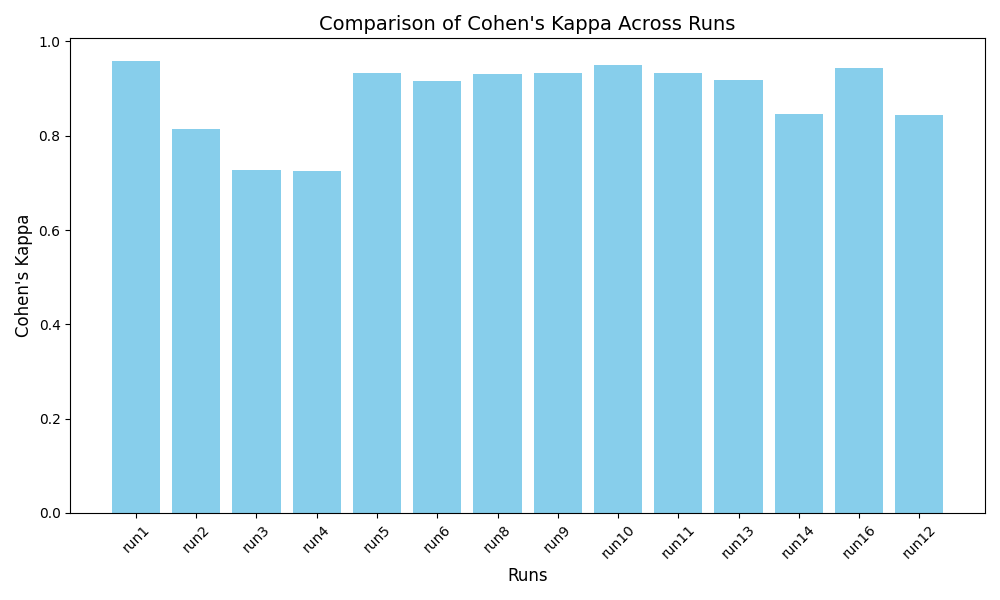 Comparison of Cohen's Kappa Across Runs
Cohen's Kappa
1.0
0.8
0.6
0.4
0.2
0.0
run1
run2
run3
run4
run5
run6
run8
run9
run10
run11
run13
run14
run16
run12
Runs